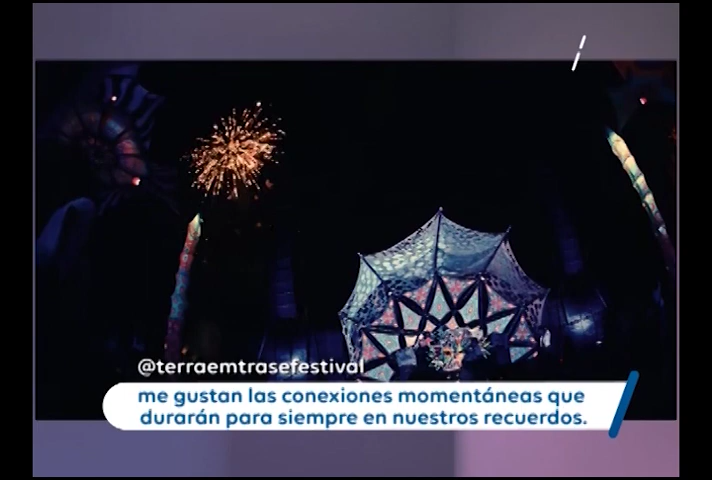 @terraemtrasefestival
me gustan las conexiones momentáneas que
durarán para siempre en nuestros recuerdos.